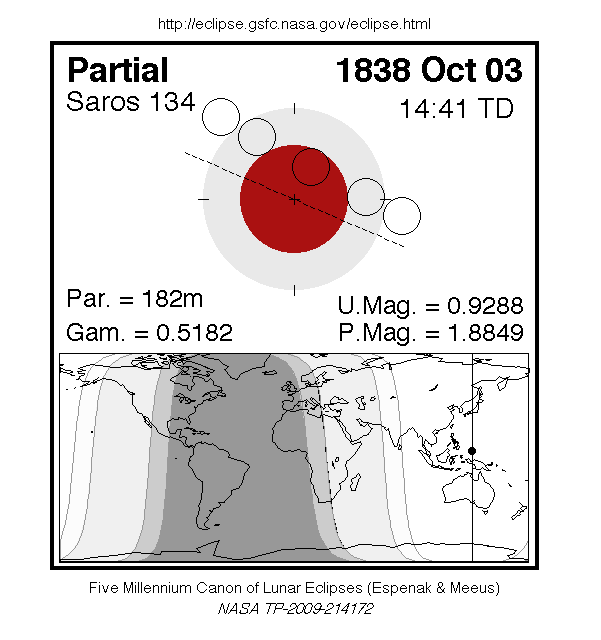 http://eclipse.gsfc.nasa.gov/eclipse.html
Partial 1838 Oct 03
Saros 134 14:41 TD
Par. = 182m U.Mag. = 0.9288
Gam. = 0.5182 P.Mag. = 1.8849
Five Millennium Canon of Lunar Eclipses (Espenak & Meeus)
NASA TP-2009-214172